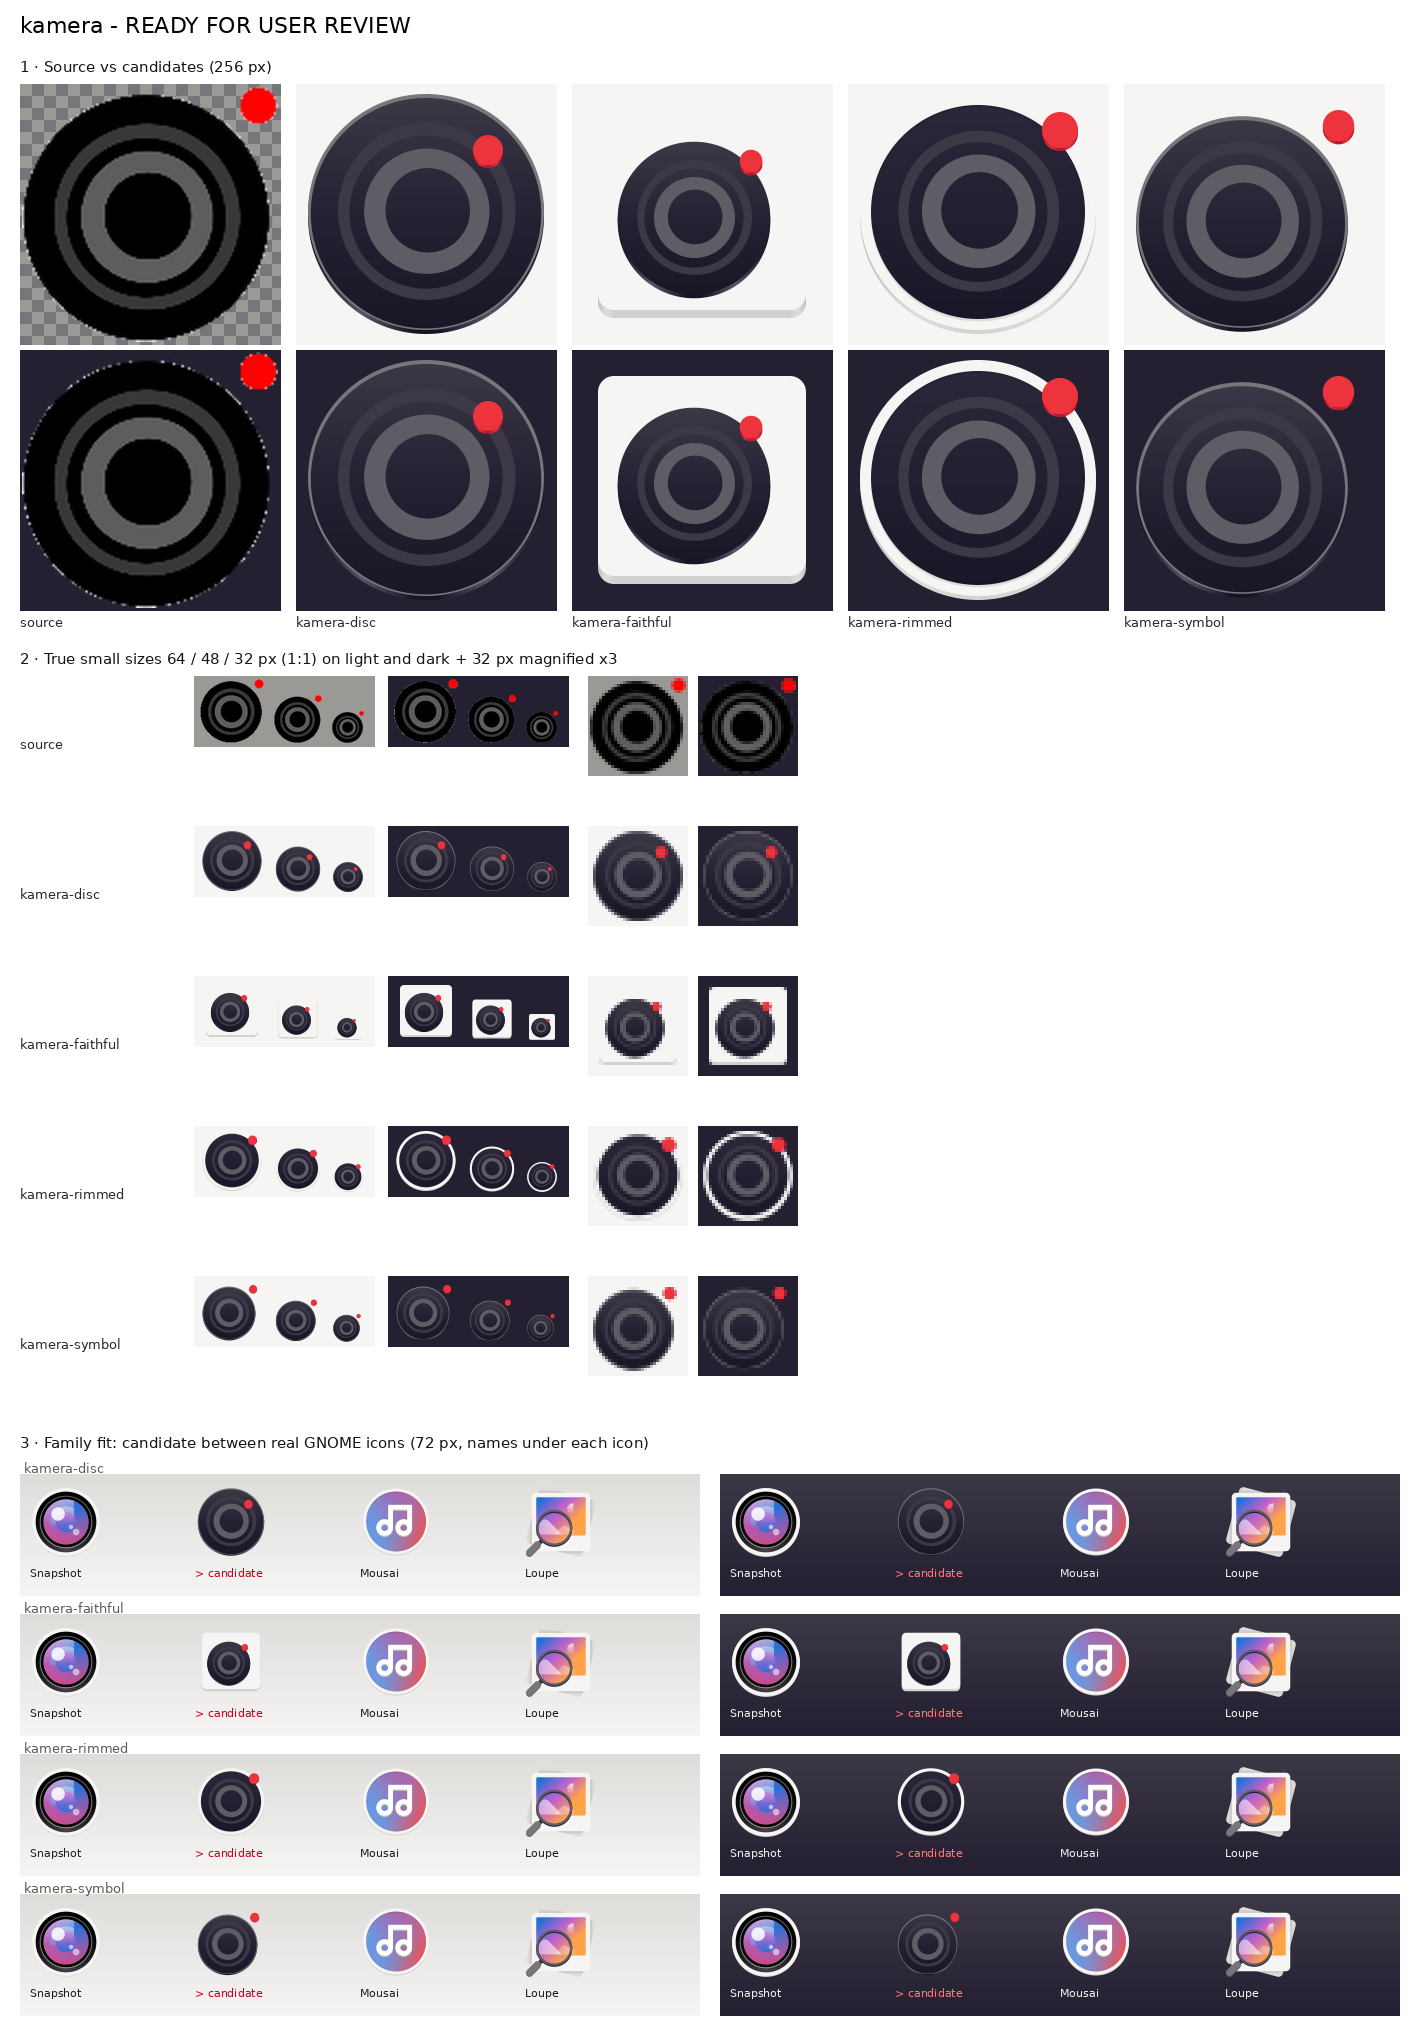 kamera - READY FOR USER REVIEW
1 · Source vs candidates (256 px)
source kamera-disc kamera-faithful kamera-rimmed kamera-symbol
2 · True small sizes 64 / 48 / 32 px (1:1) on light and dark + 32 px magnified x3
source
kamera-disc
kamera-faithful
kamera-rimmed
kamera-symbol
3 · Family fit: candidate between real GNOME icons (72 px, names under each icon)
kamera-disc
Snapshot > candidate Mousai Loupe Snapshot > candidate Mousai Loupe
kamera-faithful
Snapshot > candidate Mousai Loupe Snapshot > candidate Mousai Loupe
kamera-rimmed
Snapshot > candidate Mousai Loupe Snapshot > candidate Mousai Loupe
kamera-symbol
Snapshot > candidate Mousai Loupe Snapshot > candidate Mousai Loupe